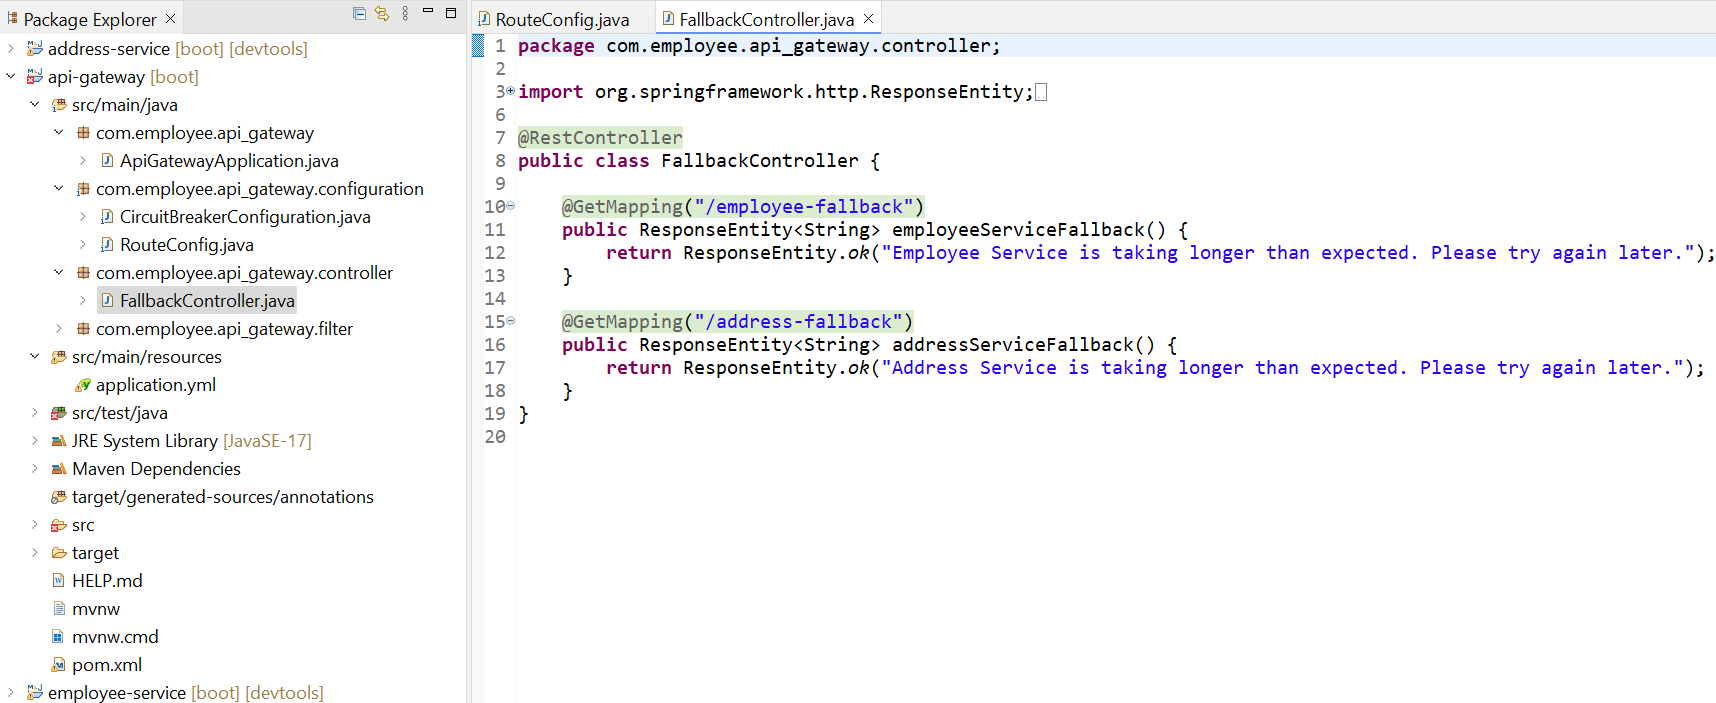 Package Explorer
address-service [boot] [devtools]
api-gateway [boot]
src/main/java
com.employee.api_gateway
ApiGatewayApplication.java
com.employee.api_gateway.configuration
CircuitBreakerConfiguration.java
RouteConfig.java
com.employee.api_gateway.controller
FallbackController.java
com.employee.api_gateway.filter
src/main/resources
application.yml
src/test/java
JRE System Library [JavaSE-17]
Maven Dependencies
target/generated-sources/annotations
src
target
HELP.md
mvnw
mvnw.cmd
pom.xml
employee-service [boot] [devtools]
RouteConfig.java
FallbackController.java
1 package com.employee.api_gateway.controller;
2
3 import org.springframework.http.ResponseEntity;
6
7 @RestController
8 public class FallbackController {
9
10     @GetMapping("/employee-fallback")
11     public ResponseEntity<String> employeeServiceFallback() {
12         return ResponseEntity.ok("Employee Service is taking longer than expected. Please try again later.");
13     }
14
15     @GetMapping("/address-fallback")
16     public ResponseEntity<String> addressServiceFallback() {
17         return ResponseEntity.ok("Address Service is taking longer than expected. Please try again later.");
18     }
19 }
20